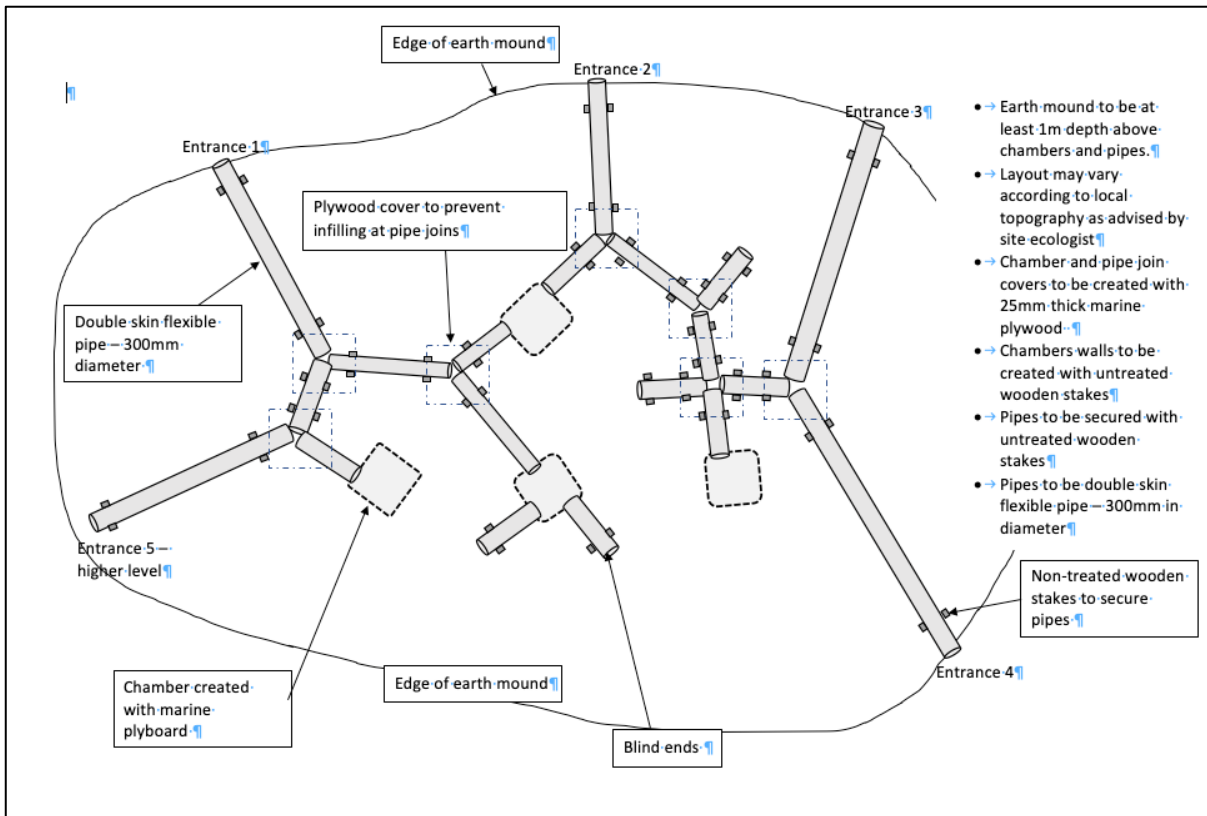 Edge of earth mound¶
Entrance 2¶
¶
Entrance 3¶
Entrance 1¶
Plywood cover to prevent
infilling at pipe joins¶
Double skin flexible
pipe – 300mm
diameter ¶
Entrance 5 –
higher level¶
Chamber created
with marine
plyboard ¶
Edge of earth mound¶
Blind ends ¶
Entrance 4¶
Non-treated wooden
stakes to secure
pipes ¶
• → Earth mound to be at
least 1m depth above
chambers and pipes.¶
• → Layout may vary
according to local
topography as advised by
site ecologist¶
• → Chamber and pipe join
covers to be created with
25mm thick marine
plywood ¶
• → Chambers walls to be
created with untreated
wooden stakes¶
• → Pipes to be secured with
untreated wooden
stakes¶
• → Pipes to be double skin
flexible pipe – 300mm in
diameter¶